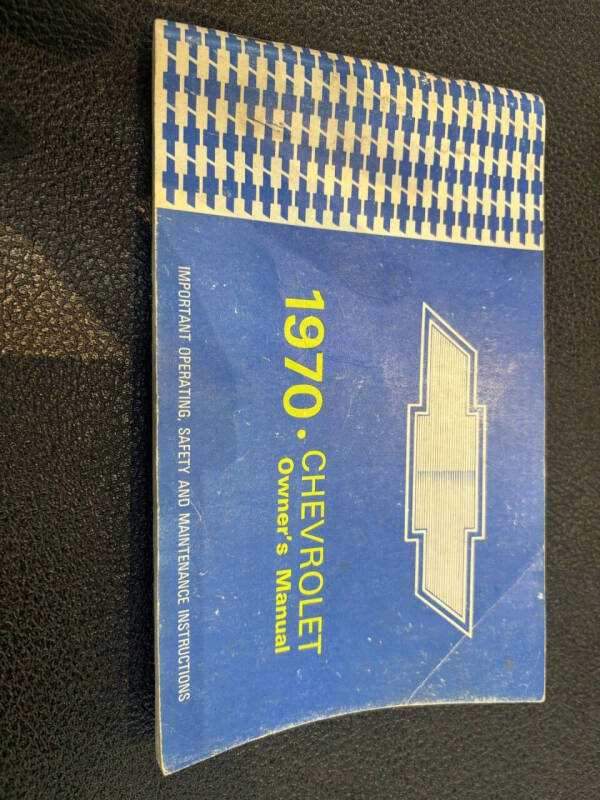 1970 • CHEVROLET
Owner's Manual
IMPORTANT OPERATING, SAFETY AND MAINTENANCE INSTRUCTIONS